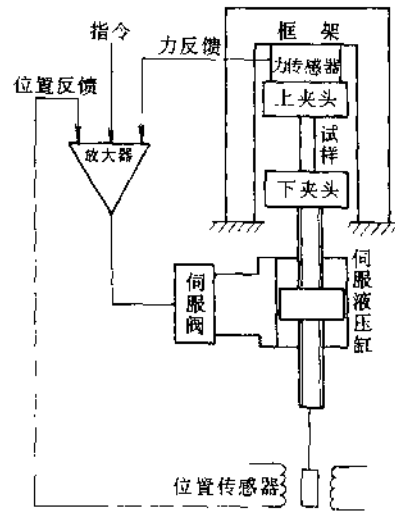 指令
框架
力反馈
力传感器
位置反馈
上夹头
试样
放大器
下夹头
伺服阀
伺服液压缸
位置传感器